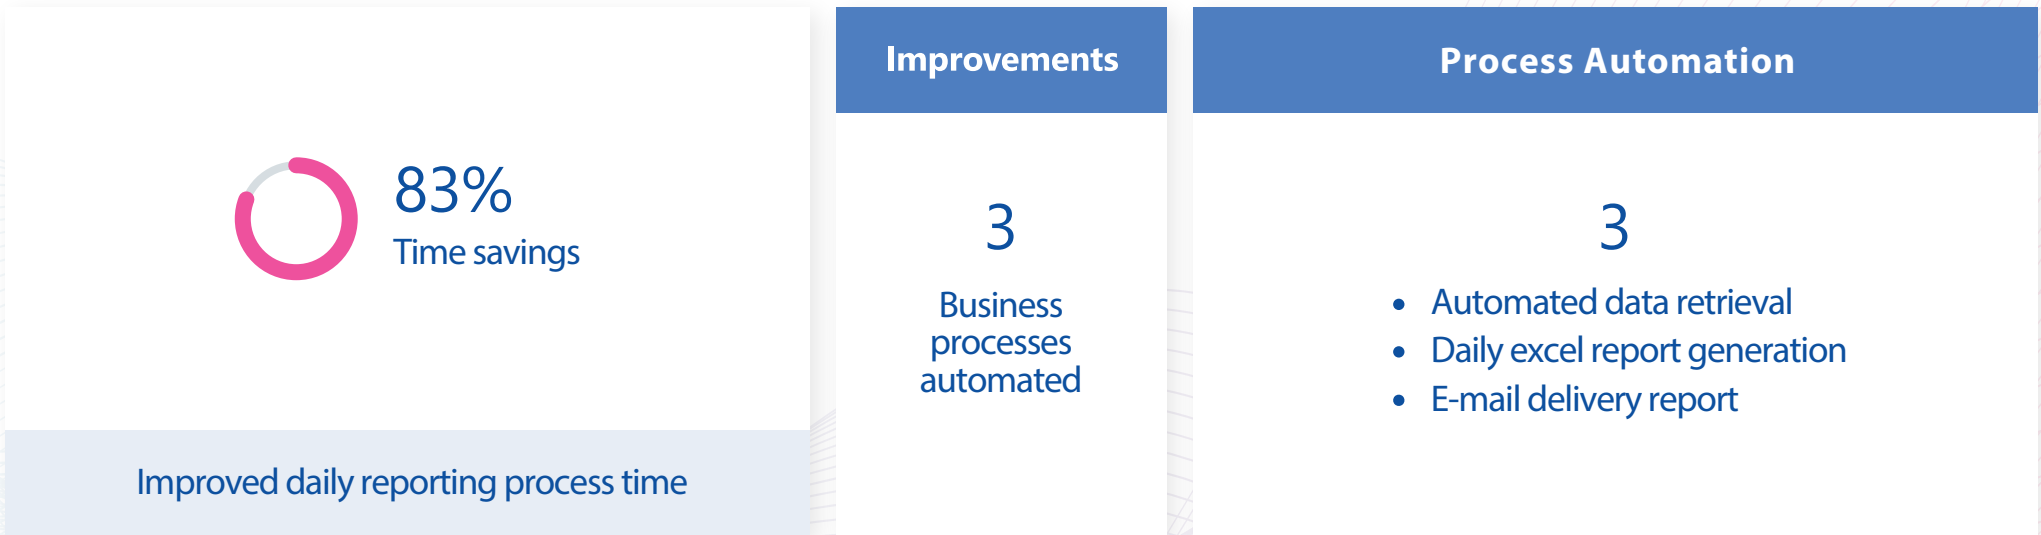 83%
Time savings
Improved daily reporting process time
Improvements
3
Business
processes
automated
Process Automation
3
• Automated data retrieval
• Daily excel report generation
• E-mail delivery report